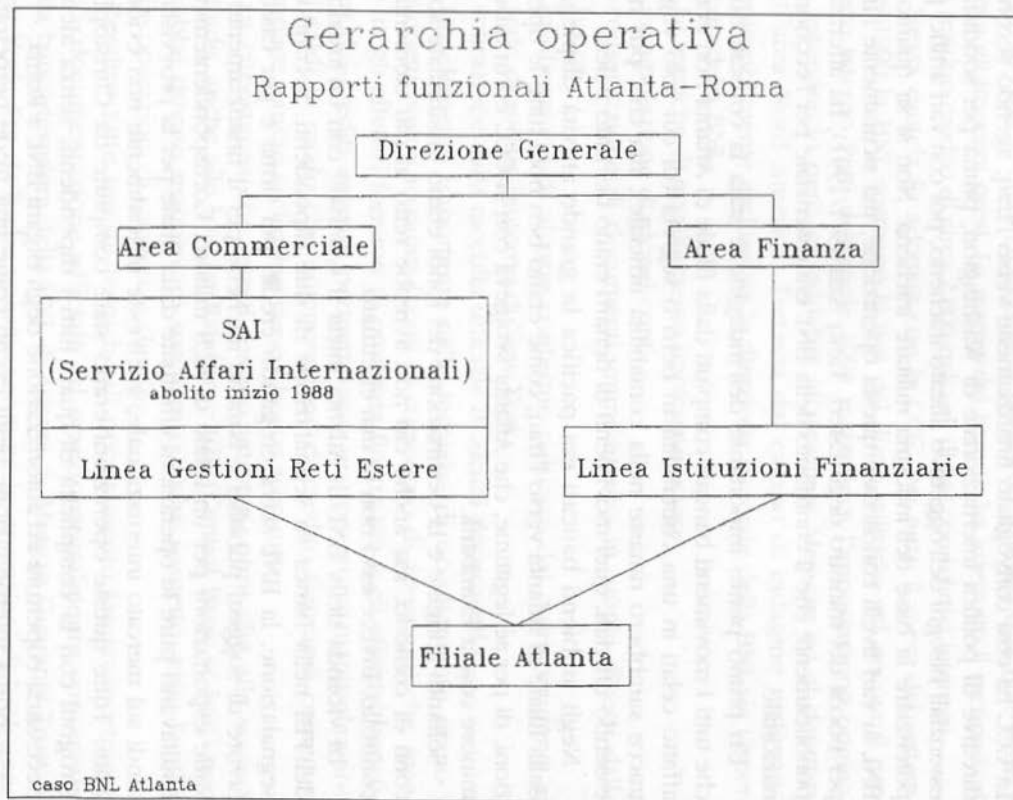 Gerarchia operativa
Rapporti funzionali Atlanta-Roma
Direzione Generale
Area Commerciale
Area Finanza
SAI
(Servizio Affari Internazionali)
abolito inizio 1988
Linea Gestioni Reti Estere
Linea Istituzioni Finanziarie
Filiale Atlanta
caso BNL Atlanta